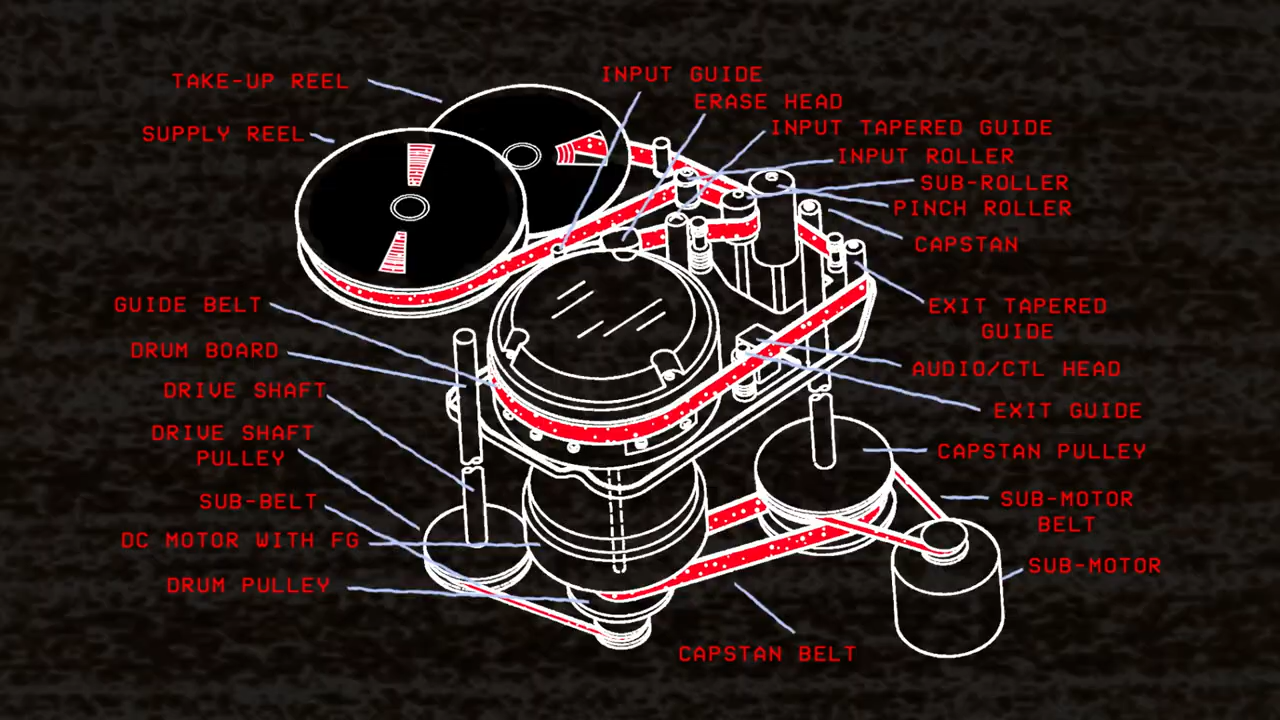 TAKE-UP REEL
SUPPLY REEL
INPUT GUIDE
ERASE HEAD
INPUT TAPERED GUIDE
INPUT ROLLER
SUB-ROLLER
PINCH ROLLER
CAPSTAN
EXIT TAPERED
GUIDE
AUDIO/CTL HEAD
EXIT GUIDE
CAPSTAN PULLEY
SUB-MOTOR
BELT
SUB-MOTOR
CAPSTAN BELT
GUIDE BELT
DRUM BOARD
DRIVE SHAFT
DRIVE SHAFT
PULLEY
SUB-BELT
DC MOTOR WITH FG
DRUM PULLEY